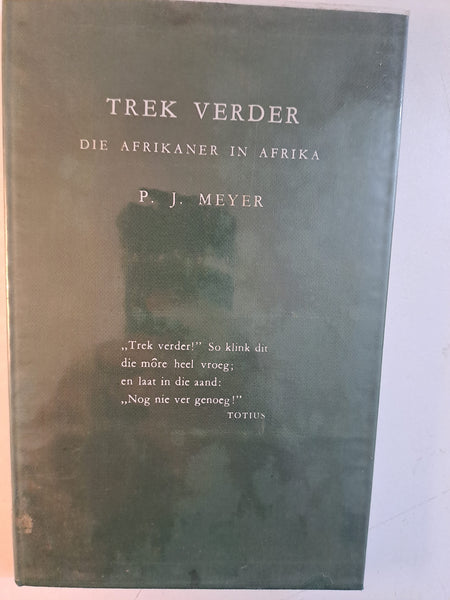 TREK VERDER
DIE AFRIKANER IN AFRIKA
P. J. MEYER
„Trek verder!” So klink dit
die môre heel vroeg;
en laat in die aand:
„Nog nie ver genoeg!”
TOTIUS